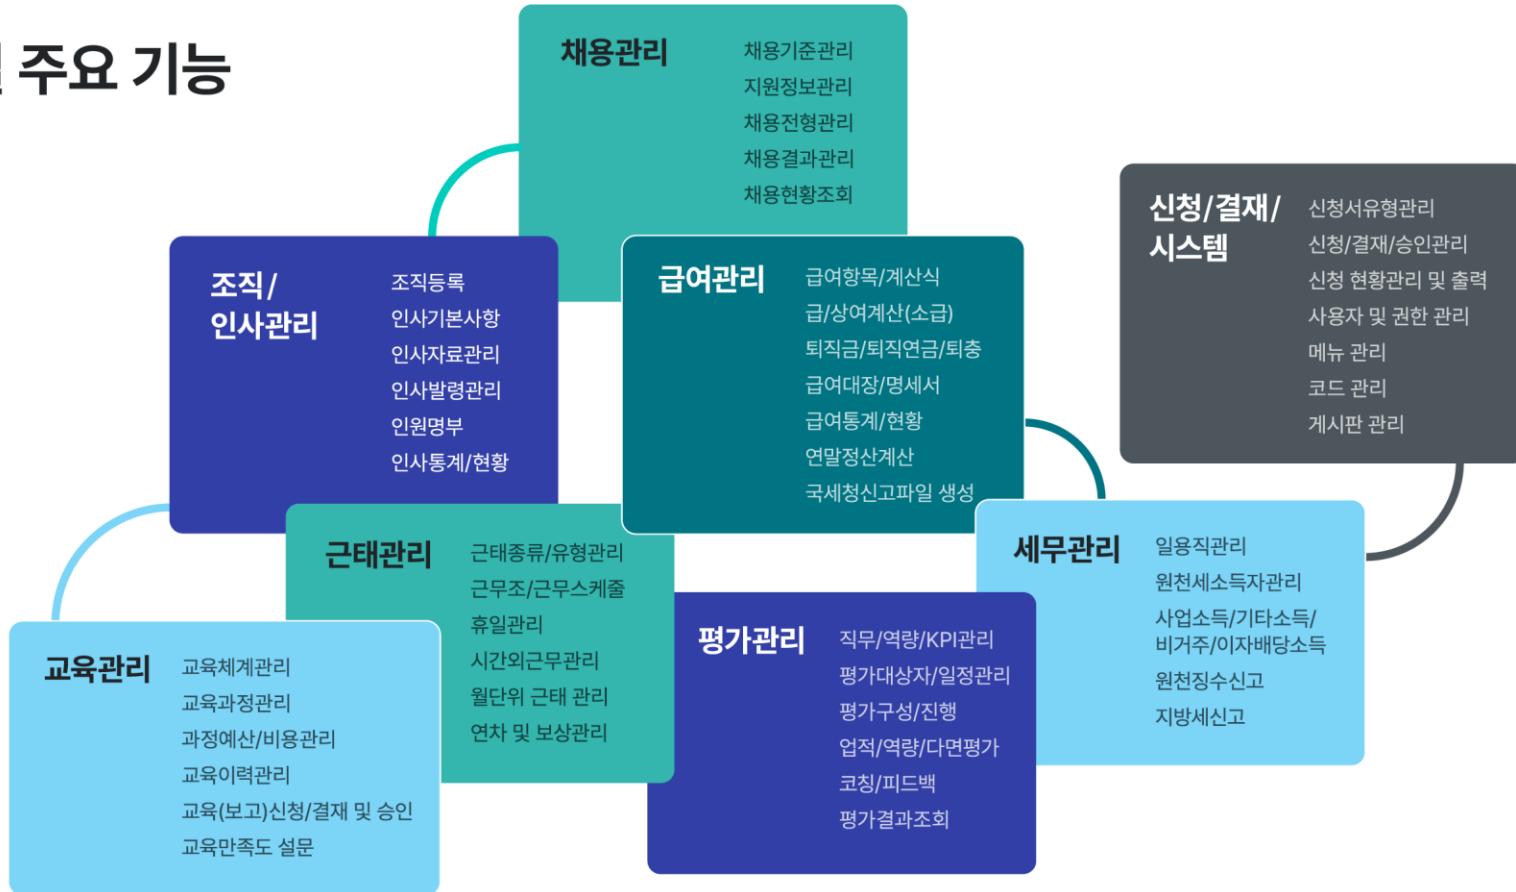 주요 기능
채용관리
채용기준관리
지원정보관리
채용전형관리
채용결과관리
채용현황조회
조직/
인사관리
조직등록
인사기본사항
인사자료관리
인사발령관리
인원명부
인사통계/현황
급여관리
급여항목/계산식
급/상여계산(소급)
퇴직금/퇴직연금/퇴충
급여대장/명세서
급여통계/현황
연말정산계산
국세청신고파일 생성
신청/결재/
시스템
신청서유형관리
신청/결재/승인관리
신청 현황관리 및 출력
사용자 및 권한 관리
메뉴 관리
코드 관리
게시판 관리
근태관리
근태종류/유형관리
근무조/근무스케줄
휴일관리
시간외근무관리
월단위 근태 관리
연차 및 보상관리
세무관리
일용직관리
원천세소득자관리
사업소득/기타소득/
비거주/이자배당소득
원천징수신고
지방세신고
교육관리
교육체계관리
교육과정관리
과정예산/비용관리
교육이력관리
교육(보고)신청/결재 및 승인
교육만족도 설문
평가관리
직무/역량/KPI관리
평가대상자/일정관리
평가구성/진행
업적/역량/다면평가
코칭/피드백
평가결과조회